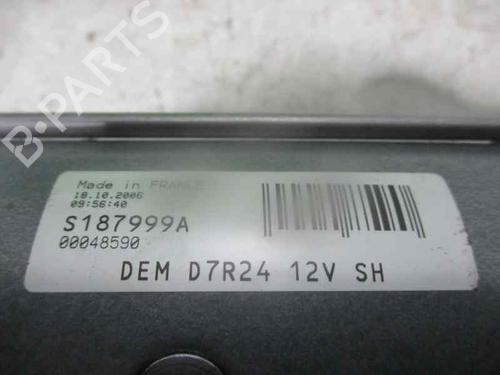 B-PARTS
Made in FRANCE
18.10.2006
09:56:40
S187999A
00048590
DEM D7R24 12V SH